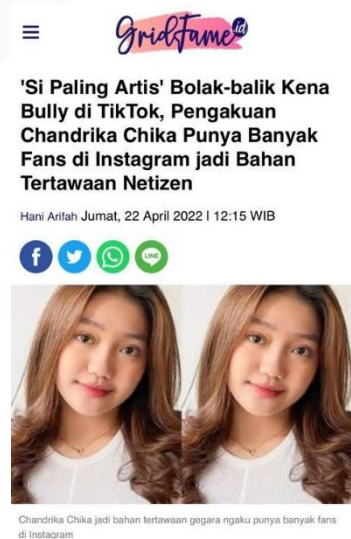 GridFame.id
'Si Paling Artis' Bolak-balik Kena
Bully di TikTok, Pengakuan
Chandrika Chika Punya Banyak
Fans di Instagram jadi Bahan
Tertawaan Netizen
Hani Arifah Jumat, 22 April 2022 | 12:15 WIB
f
LINE
Chandrika Chika jadi bahan tertawaan gegara ngaku punya banyak fans
di Instagram